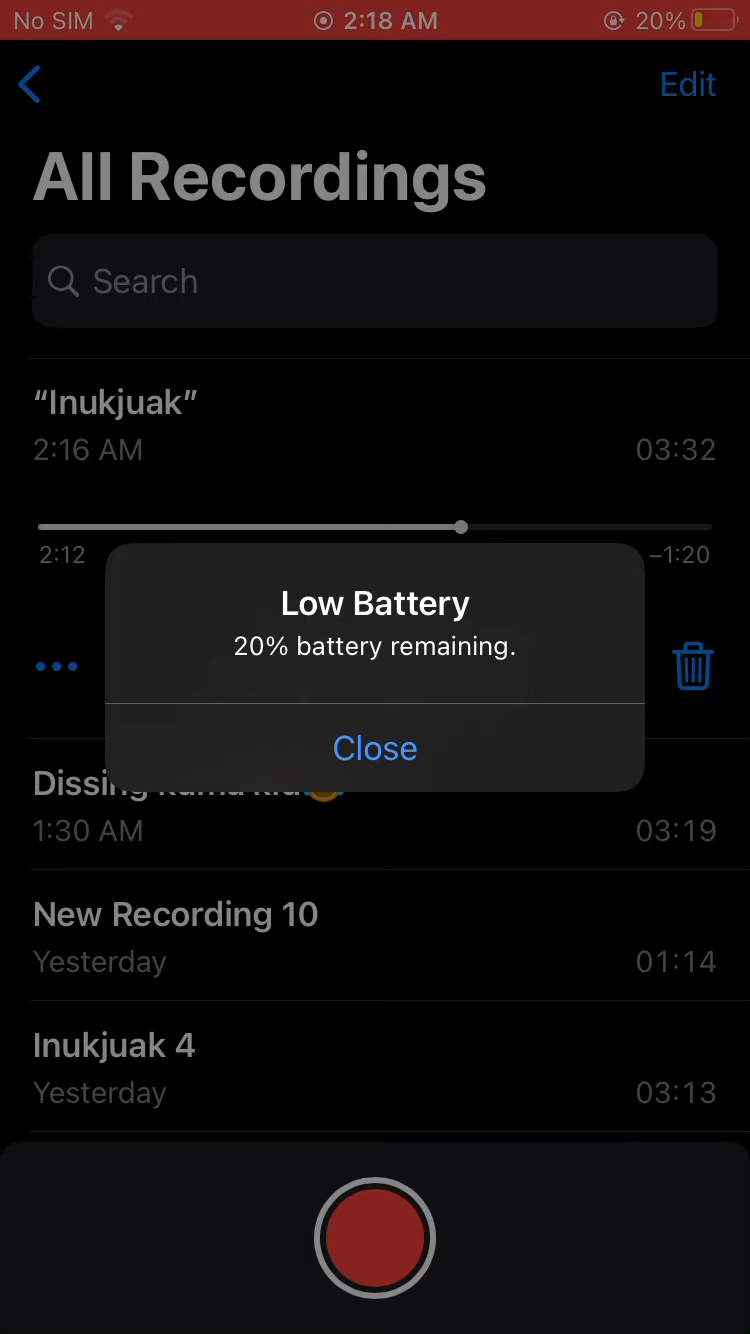 No SIM 2:18 AM 20%
Edit
All Recordings
Search
“Inukjuak”
2:16 AM 03:32
2:12 −1:20
Low Battery
20% battery remaining.
Close
Dissing
1:30 AM 03:19
New Recording 10
Yesterday 01:14
Inukjuak 4
Yesterday 03:13